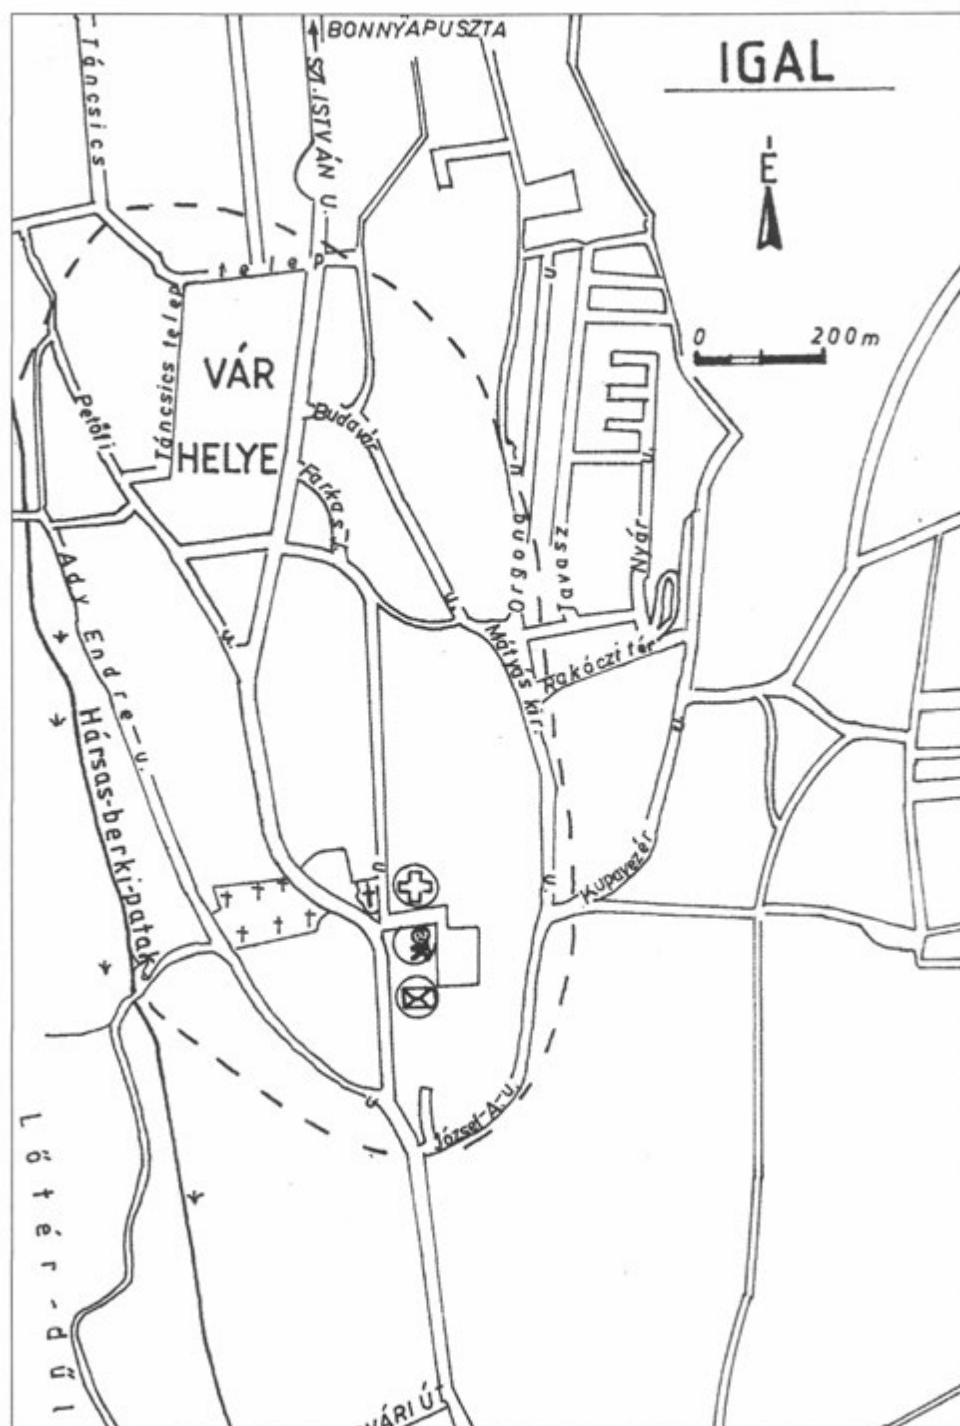 BONNYAPUSZTA
IGAL
Táncsics
SZT. ISTVÁN U.
É
telep
u
0 200m
VÁR
HELYE
Táncsics telep
Petőfi
Budavár
Farkas
u.
u.
Orgona
Tavasz
Nyár
Ady Endre u.
u.
u.
Mátyás kir.
Rákóczi tér
u
Hársas-berki-patak
u
Kupavezér
u.
u
József-A-u.
Lőtér-dűl
VÁRI Ú